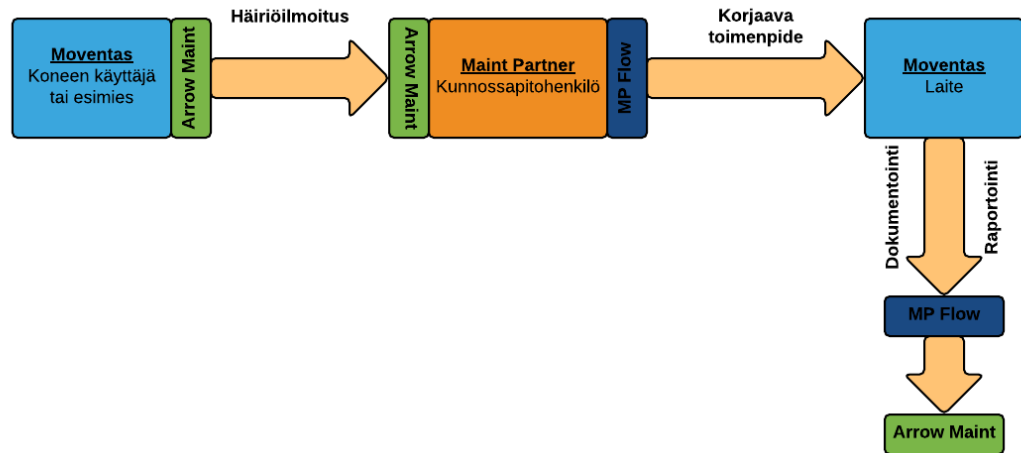 Moventas
Koneen käyttäjä
tai esimies
Arrow Maint
Häiriöilmoitus
Arrow Maint
Maint Partner
Kunnossapitohenkilö
MP Flow
Korjaava
toimenpide
Moventas
Laite
Dokumentointi
Raportointi
MP Flow
Arrow Maint